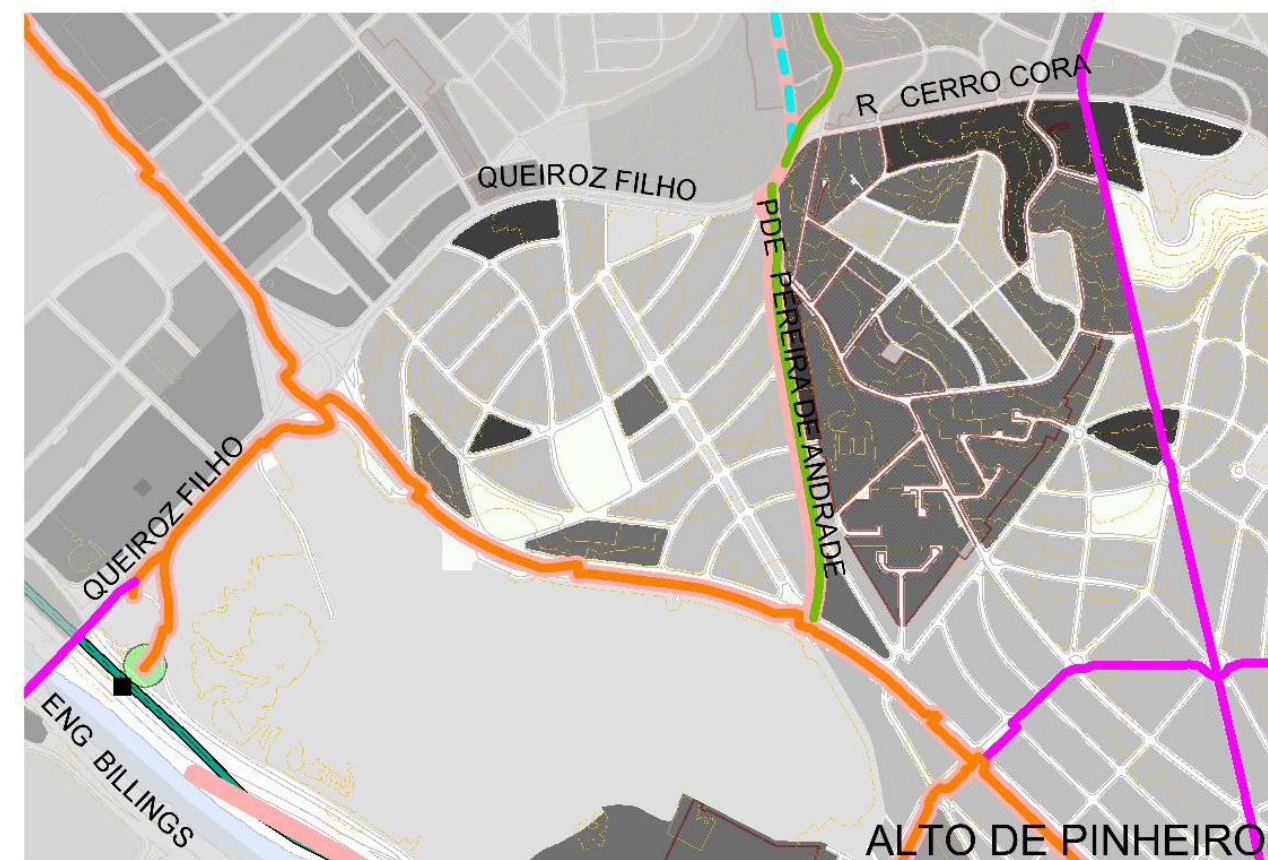 R CERRO CORA
QUEIROZ FILHO
PDE PEREIRA DE ANDRADE
QUEIROZ FILHO
ENG BILLINGS
ALTO DE PINHEIRO